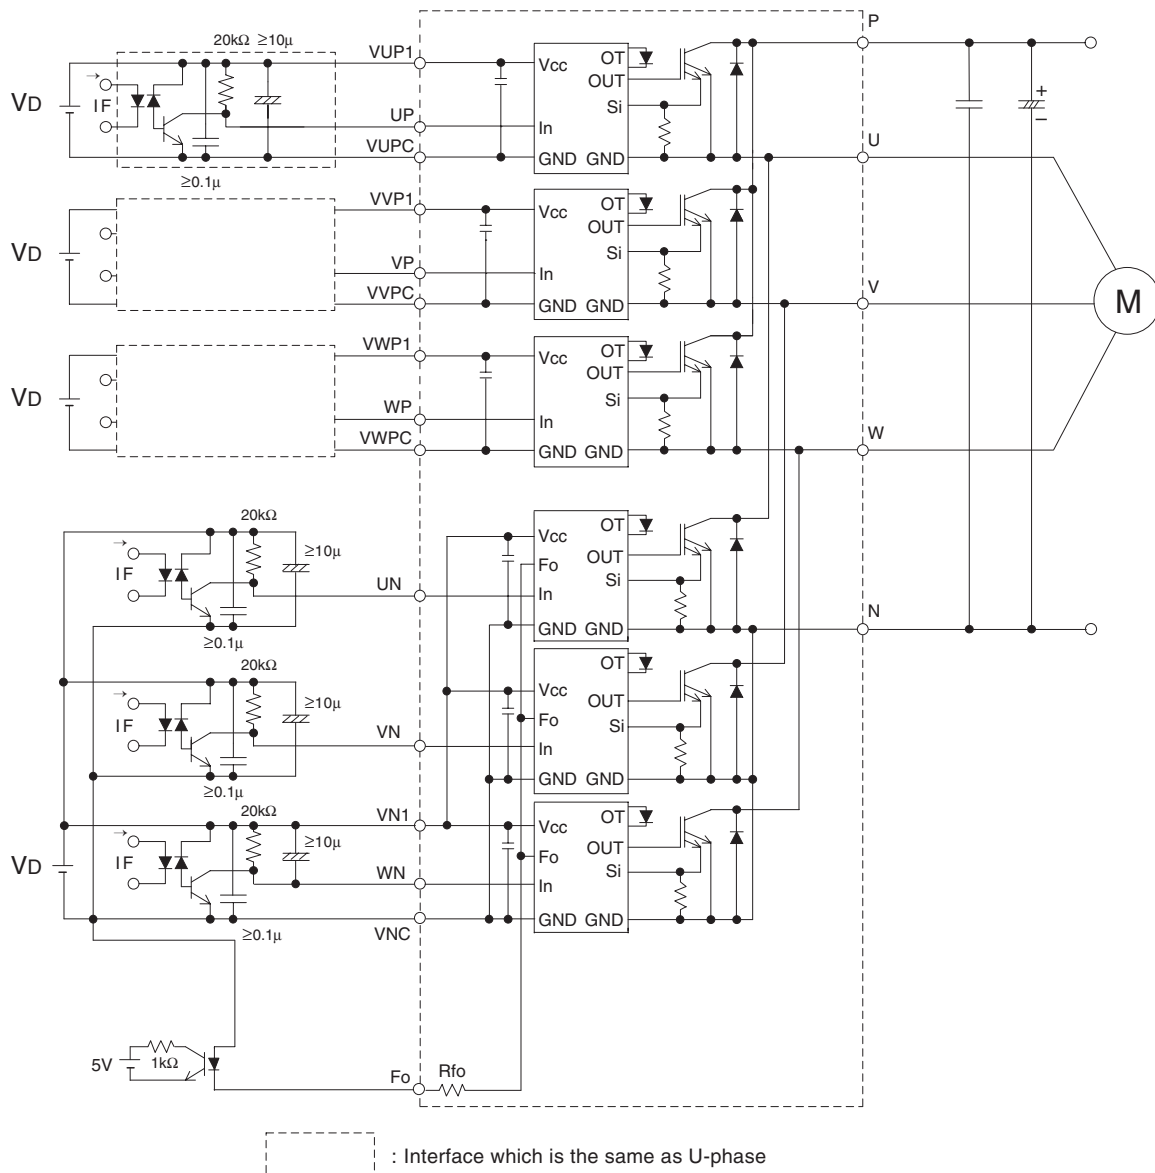 20kΩ ≥10μ
VUP1
P
VD
IF
Vcc
OT
OUT
Si
UP
In
+
−
VUPC
GND GND
U
≥0.1μ
VVP1
Vcc
OT
OUT
VD
Si
VP
In
VVPC
GND GND
V
M
VWP1
Vcc
OT
OUT
VD
Si
WP
In
VWPC
GND GND
W
20kΩ
≥10μ
IF
Vcc
OT
OUT
Fo
Si
UN
In
N
≥0.1μ
GND GND
20kΩ
≥10μ
IF
OT
Vcc
OUT
Fo
Si
VN
In
≥0.1μ
GND GND
20kΩ
VN1
≥10μ
VD
IF
Vcc
OT
OUT
Fo
Si
WN
In
≥0.1μ
VNC
GND GND
5V
1kΩ
Fo
Rfo
: Interface which is the same as U-phase